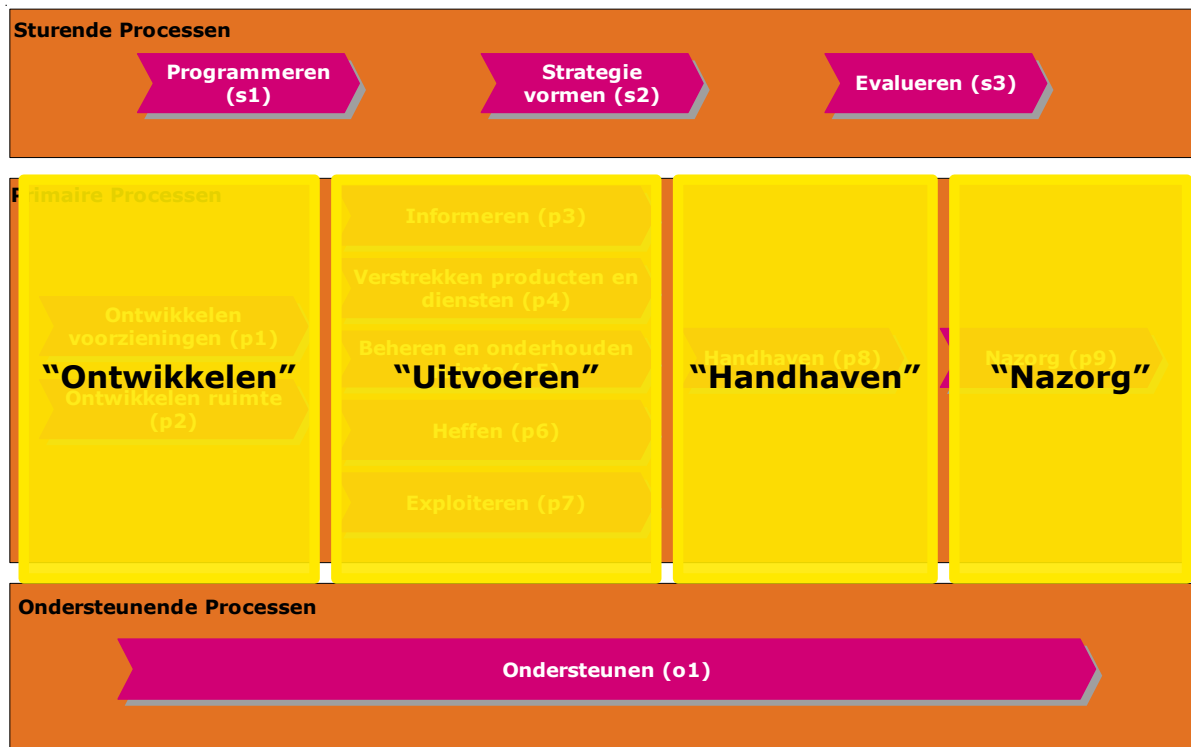 Sturende Processen
Programmeren
(s1)
Strategie
vormen (s2)
Evalueren (s3)
Primaire Processen
Ontwikkelen
voorzieningen (p1)
"Ontwikkelen"
Ontwikkelen ruimte
(p2)
Informeren (p3)
Verstrekken producten en
diensten (p4)
Beheren en onderhouden
“Uitvoeren”
Heffen (p6)
Exploiteren (p7)
Handhaven (p8)
“Handhaven”
Nazorg (p9)
“Nazorg”
Ondersteunende Processen
Ondersteunen (o1)